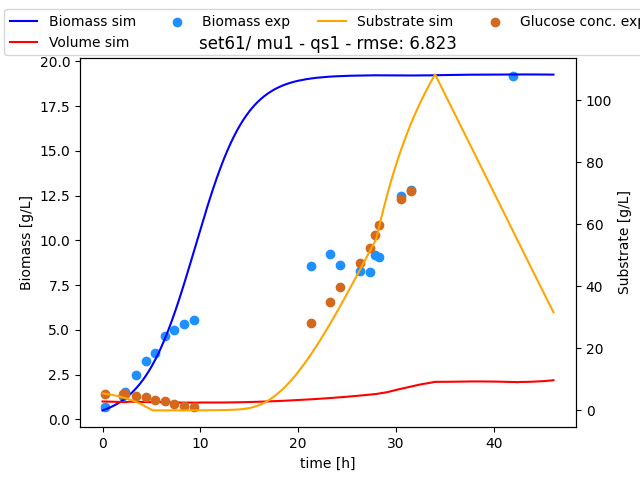 Biomass sim
Biomass exp
Substrate sim
Glucose conc. exp
Volume sim
set61/ mu1 - qs1 - rmse: 6.823
20.0
17.5
15.0
12.5
10.0
7.5
5.0
2.5
0.0
Biomass [g/L]
100
80
60
40
20
0
Substrate [g/L]
0 10 20 30 40
time [h]